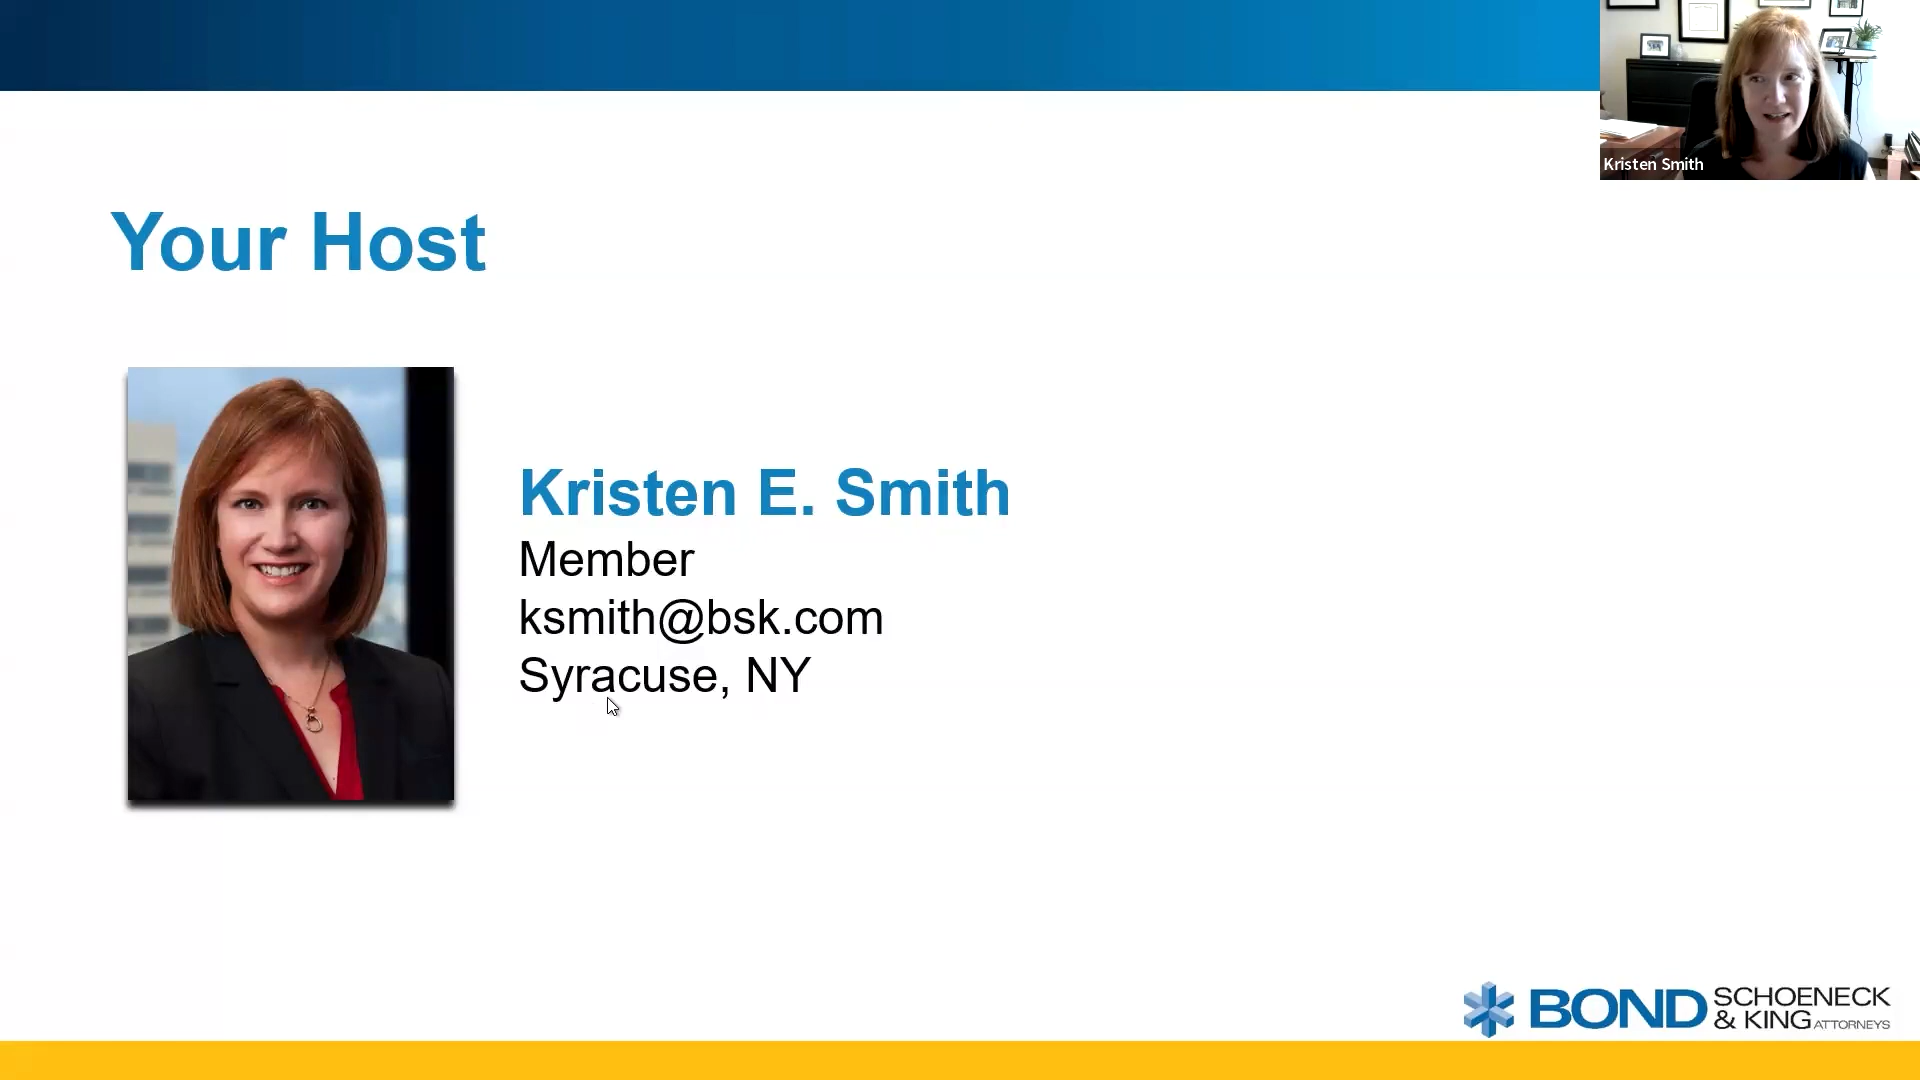 Kristen Smith
Your Host
Kristen E. Smith
Member
ksmith@bsk.com
Syracuse, NY
BOND SCHOENECK
& KING ATTORNEYS